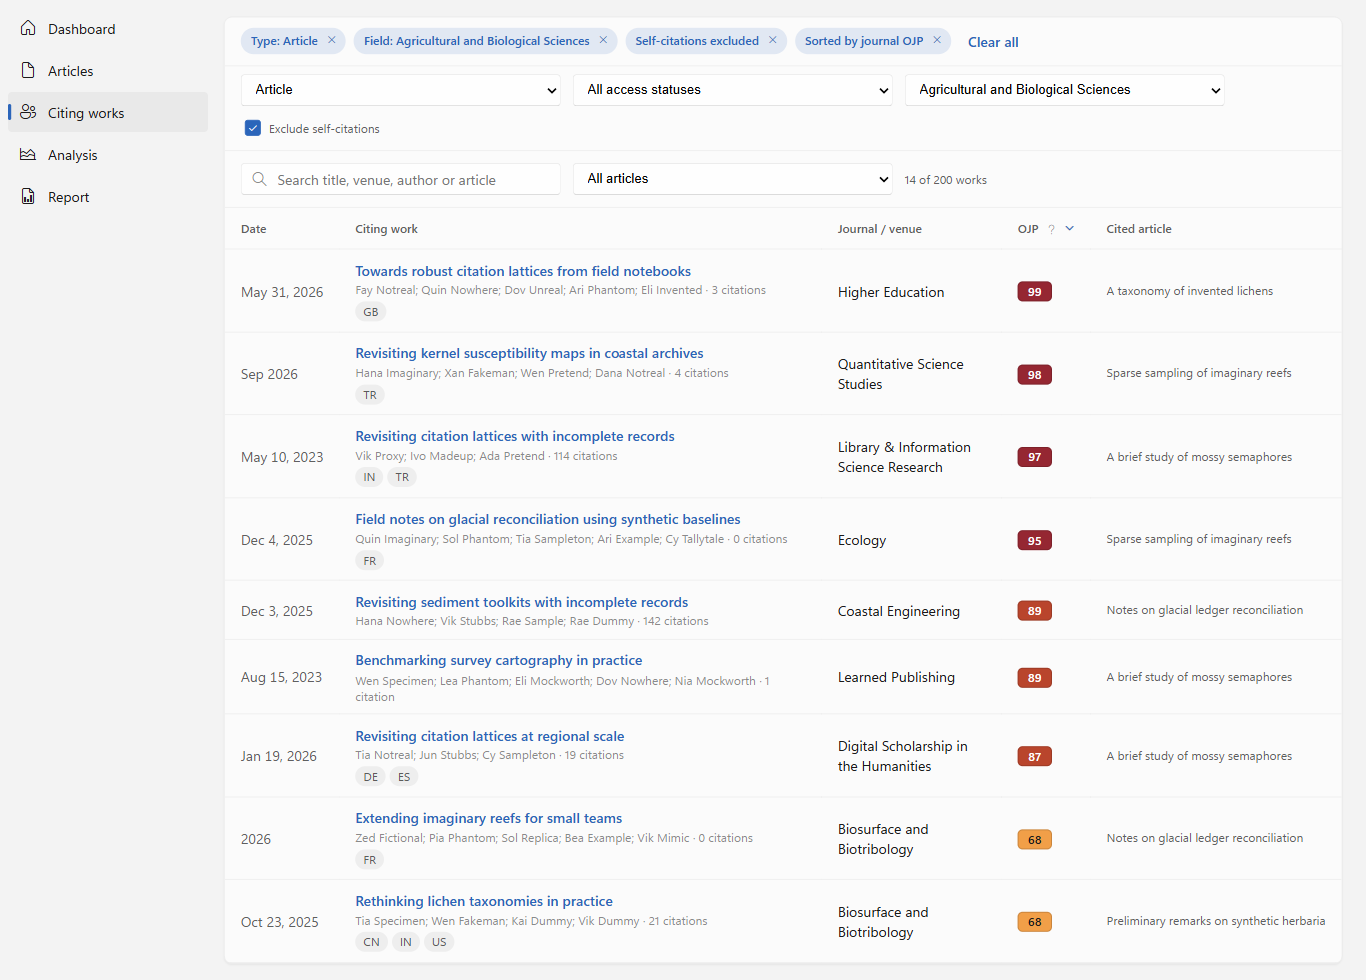 Dashboard
Articles
Citing works
Analysis
Report
Type: Article ×
Field: Agricultural and Biological Sciences ×
Self-citations excluded ×
Sorted by journal OJP ×
Clear all
Article
All access statuses
Agricultural and Biological Sciences
Exclude self-citations
Search title, venue, author or article
All articles
14 of 200 works
Date Citing work Journal / venue OJP ? Cited article
May 31, 2026
Towards robust citation lattices from field notebooks
Fay Notreal; Quin Nowhere; Dov Unreal; Ari Phantom; Eli Invented · 3 citations
GB
Higher Education
99
A taxonomy of invented lichens
Sep 2026
Revisiting kernel susceptibility maps in coastal archives
Hana Imaginary; Xan Fakeman; Wen Pretend; Dana Notreal · 4 citations
TR
Quantitative Science
Studies
98
Sparse sampling of imaginary reefs
May 10, 2023
Revisiting citation lattices with incomplete records
Vik Proxy; Ivo Madeup; Ada Pretend · 114 citations
IN TR
Library & Information
Science Research
97
A brief study of mossy semaphores
Dec 4, 2025
Field notes on glacial reconciliation using synthetic baselines
Quin Imaginary; Sol Phantom; Tia Sampleton; Ari Example; Cy Tallytale · 0 citations
FR
Ecology
95
Sparse sampling of imaginary reefs
Dec 3, 2025
Revisiting sediment toolkits with incomplete records
Hana Nowhere; Vik Stubbs; Rae Sample; Rae Dummy · 142 citations
Coastal Engineering
89
Notes on glacial ledger reconciliation
Aug 15, 2023
Benchmarking survey cartography in practice
Wen Specimen; Lea Phantom; Eli Mockworth; Dov Nowhere; Nia Mockworth · 1
citation
Learned Publishing
89
A brief study of mossy semaphores
Jan 19, 2026
Revisiting citation lattices at regional scale
Tia Notreal; Jun Stubbs; Cy Sampleton · 19 citations
DE ES
Digital Scholarship in
the Humanities
87
A brief study of mossy semaphores
2026
Extending imaginary reefs for small teams
Zed Fictional; Pia Phantom; Sol Replica; Bea Example; Vik Mimic · 0 citations
FR
Biosurface and
Biotribology
68
Notes on glacial ledger reconciliation
Oct 23, 2025
Rethinking lichen taxonomies in practice
Tia Specimen; Wen Fakeman; Kai Dummy; Vik Dummy · 21 citations
CN IN US
Biosurface and
Biotribology
68
Preliminary remarks on synthetic herbaria